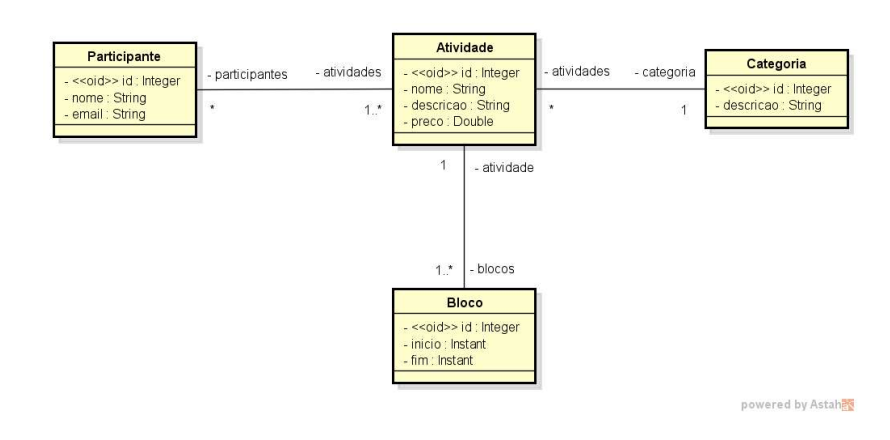 Participante
- <<oid>> id : Integer
- nome : String
- email : String
- participantes
*
- atividades
1..*
Atividade
- <<oid>> id : Integer
- nome : String
- descricao : String
- preco : Double
- atividades
*
- categoria
1
Categoria
- <<oid>> id : Integer
- descricao : String
1
- atividade
1..*
- blocos
Bloco
- <<oid>> id : Integer
- inicio : Instant
- fim : Instant
powered by Astah